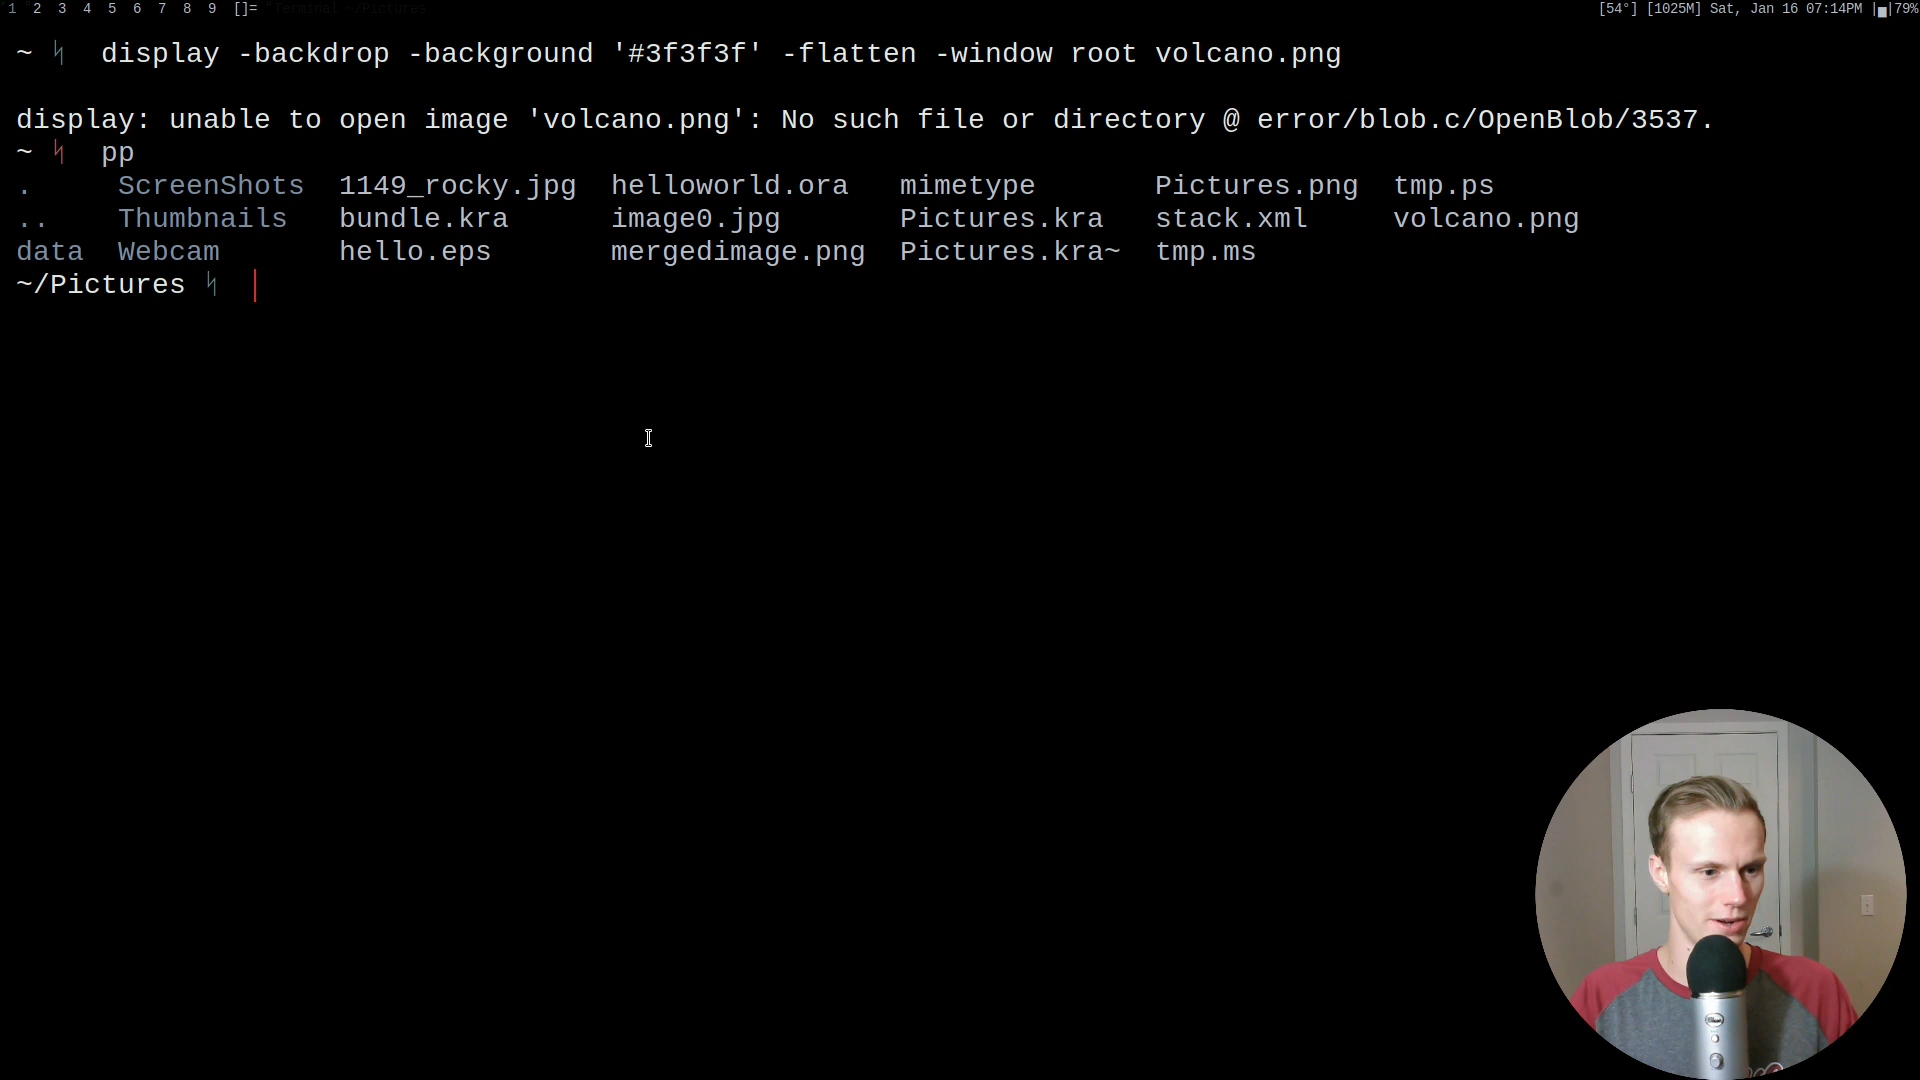 1 2 3 4 5 6 7 8 9 []= Terminal ~/Pictures [54°] [1025M] Sat, Jan 16 07:14PM |▄|79%
~ ᛋ display -backdrop -background '#3f3f3f' -flatten -window root volcano.png
display: unable to open image 'volcano.png': No such file or directory @ error/blob.c/OpenBlob/3537.
~ ᛋ pp
. ScreenShots 1149_rocky.jpg helloworld.ora mimetype Pictures.png tmp.ps
.. Thumbnails bundle.kra image0.jpg Pictures.kra stack.xml volcano.png
data Webcam hello.eps mergedimage.png Pictures.kra~ tmp.ms
~/Pictures ᛋ